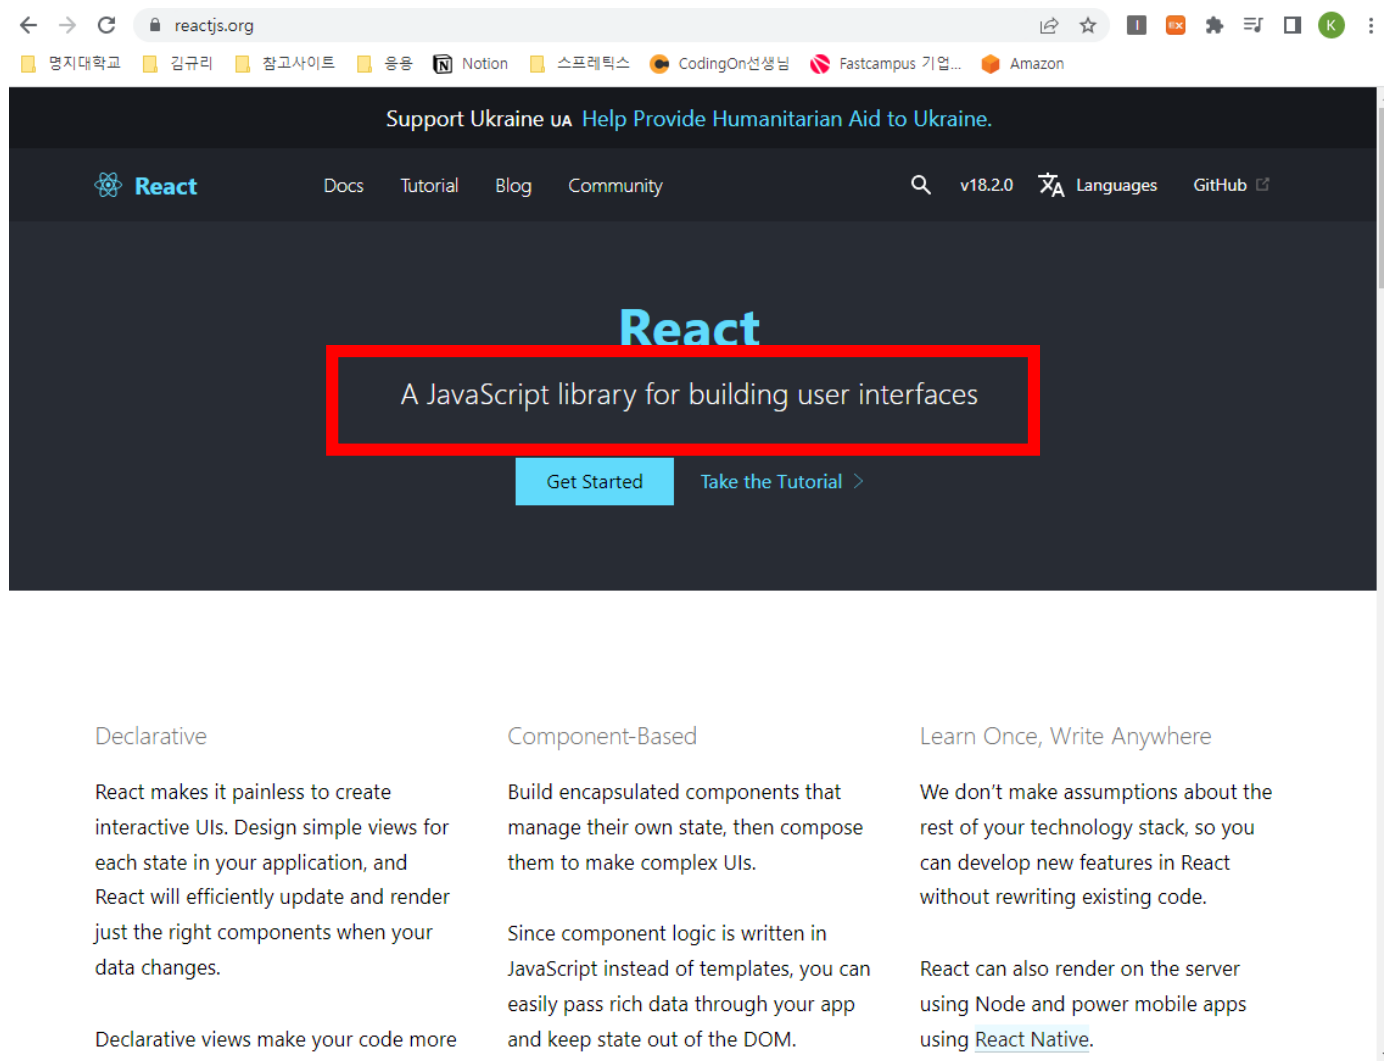 reactjs.org
I
EX
K
명지대학교 김규리 참고사이트 응용 Notion 스프레틱스 CodingOn선생님 Fastcampus 기업... Amazon
Support Ukraine UA Help Provide Humanitarian Aid to Ukraine.
React Docs Tutorial Blog Community v18.2.0 Languages GitHub
React
A JavaScript library for building user interfaces
Get Started Take the Tutorial
Declarative
React makes it painless to create
interactive UIs. Design simple views for
each state in your application, and
React will efficiently update and render
just the right components when your
data changes.
Declarative views make your code more
Component-Based
Build encapsulated components that
manage their own state, then compose
them to make complex UIs.
Since component logic is written in
JavaScript instead of templates, you can
easily pass rich data through your app
and keep state out of the DOM.
Learn Once, Write Anywhere
We don’t make assumptions about the
rest of your technology stack, so you
can develop new features in React
without rewriting existing code.
React can also render on the server
using Node and power mobile apps
using React Native.